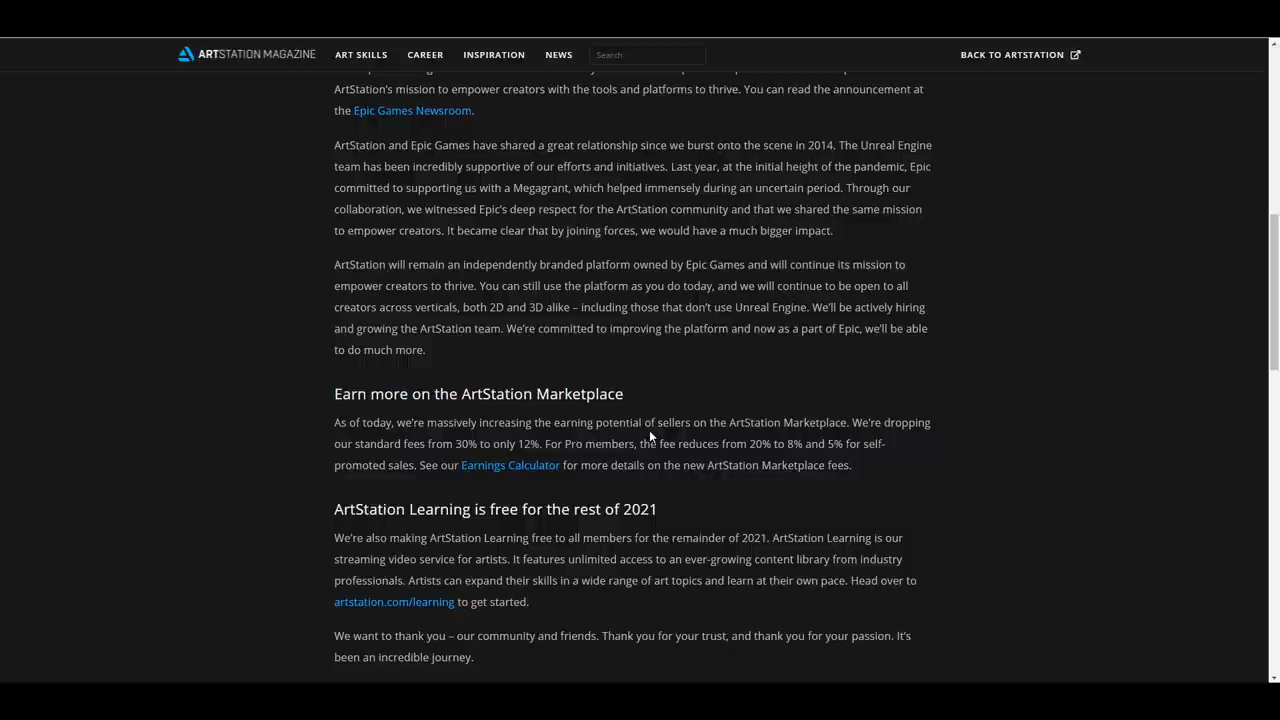 ARTSTATION MAGAZINE ART SKILLS CAREER INSPIRATION NEWS Search BACK TO ARTSTATION
ArtStation's mission to empower creators with the tools and platforms to thrive. You can read the announcement at
the Epic Games Newsroom.
ArtStation and Epic Games have shared a great relationship since we burst onto the scene in 2014. The Unreal Engine
team has been incredibly supportive of our efforts and initiatives. Last year, at the initial height of the pandemic, Epic
committed to supporting us with a Megagrant, which helped immensely during an uncertain period. Through our
collaboration, we witnessed Epic's deep respect for the ArtStation community and that we shared the same mission
to empower creators. It became clear that by joining forces, we would have a much bigger impact.
ArtStation will remain an independently branded platform owned by Epic Games and will continue its mission to
empower creators to thrive. You can still use the platform as you do today, and we will continue to be open to all
creators across verticals, both 2D and 3D alike – including those that don't use Unreal Engine. We'll be actively hiring
and growing the ArtStation team. We're committed to improving the platform and now as a part of Epic, we'll be able
to do much more.
Earn more on the ArtStation Marketplace
As of today, we're massively increasing the earning potential of sellers on the ArtStation Marketplace. We're dropping
our standard fees from 30% to only 12%. For Pro members, the fee reduces from 20% to 8% and 5% for self-
promoted sales. See our Earnings Calculator for more details on the new ArtStation Marketplace fees.
ArtStation Learning is free for the rest of 2021
We're also making ArtStation Learning free to all members for the remainder of 2021. ArtStation Learning is our
streaming video service for artists. It features unlimited access to an ever-growing content library from industry
professionals. Artists can expand their skills in a wide range of art topics and learn at their own pace. Head over to
artstation.com/learning to get started.
We want to thank you – our community and friends. Thank you for your trust, and thank you for your passion. It's
been an incredible journey.